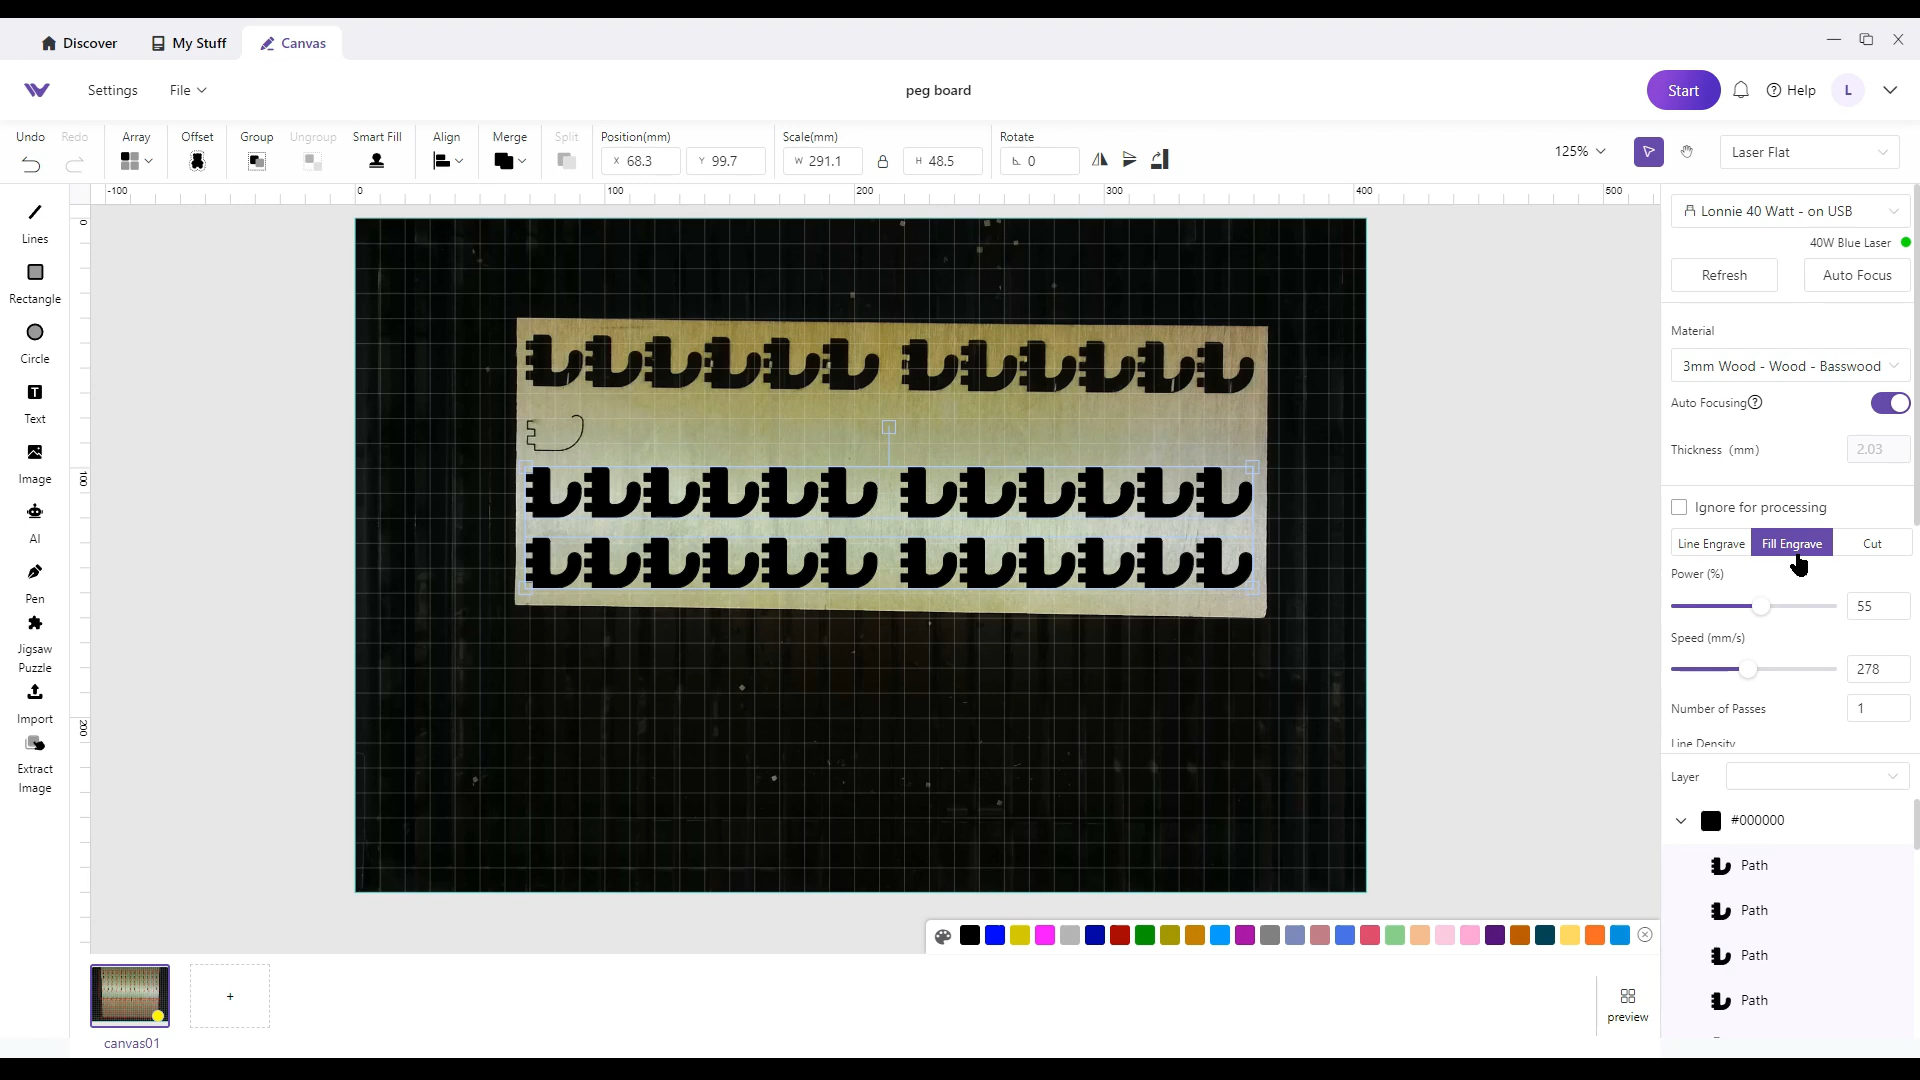 Discover
My Stuff
Canvas
Settings
File
peg board
Start
Help
L
Undo
Redo
Array
Offset
Group
Ungroup
Smart Fill
Align
Merge
Split
Position(mm)
X 68.3
Y 99.7
Scale(mm)
W 291.1
H 48.5
Rotate
0
125%
Laser Flat
-100
0
100
200
300
400
500
0
100
200
Lines
Rectangle
Circle
Text
Image
AI
Pen
Jigsaw
Puzzle
Import
Extract
Image
Lonnie 40 Watt - on USB
40W Blue Laser
Refresh
Auto Focus
Material
3mm Wood - Wood - Basswood
Auto Focusing
Thickness (mm)
2.03
Ignore for processing
Line Engrave
Fill Engrave
Cut
Power (%)
55
Speed (mm/s)
278
Number of Passes
1
Line Density
Layer
#000000
Path
Path
Path
Path
+
canvas01
preview